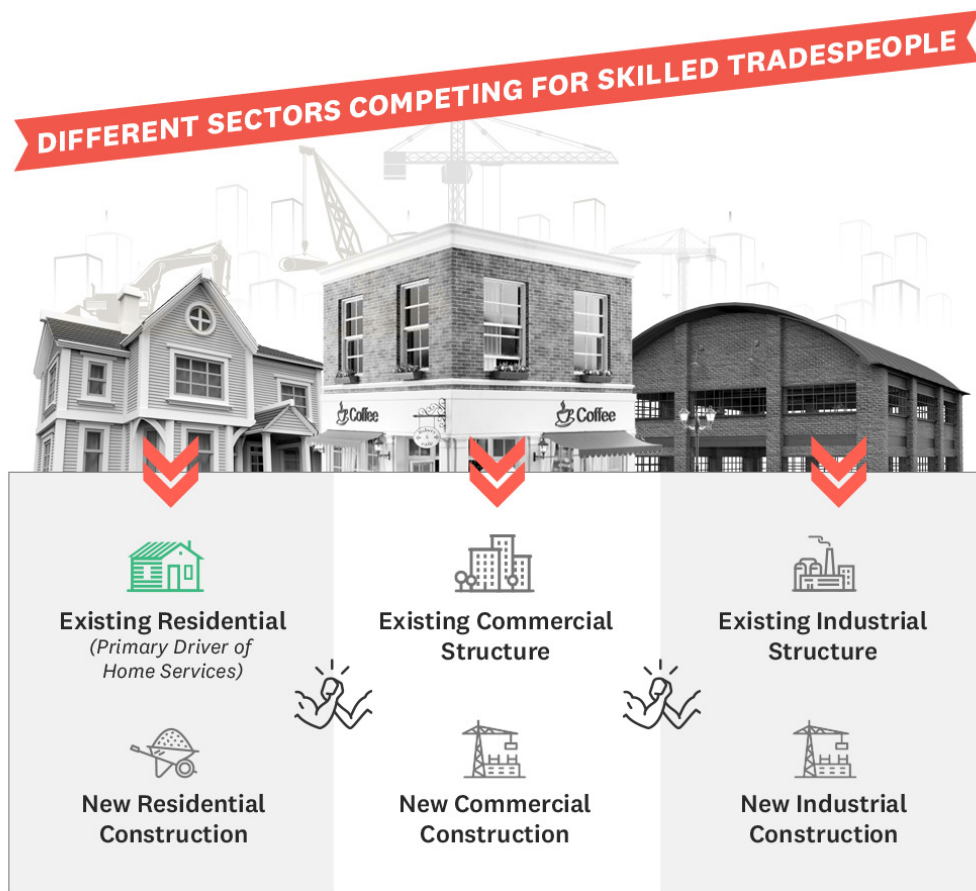 DIFFERENT SECTORS COMPETING FOR SKILLED TRADESPEOPLE
Coffee
Coffee
Existing Residential
(Primary Driver of
Home Services)
Existing Commercial
Structure
Existing Industrial
Structure
New Residential
Construction
New Commercial
Construction
New Industrial
Construction